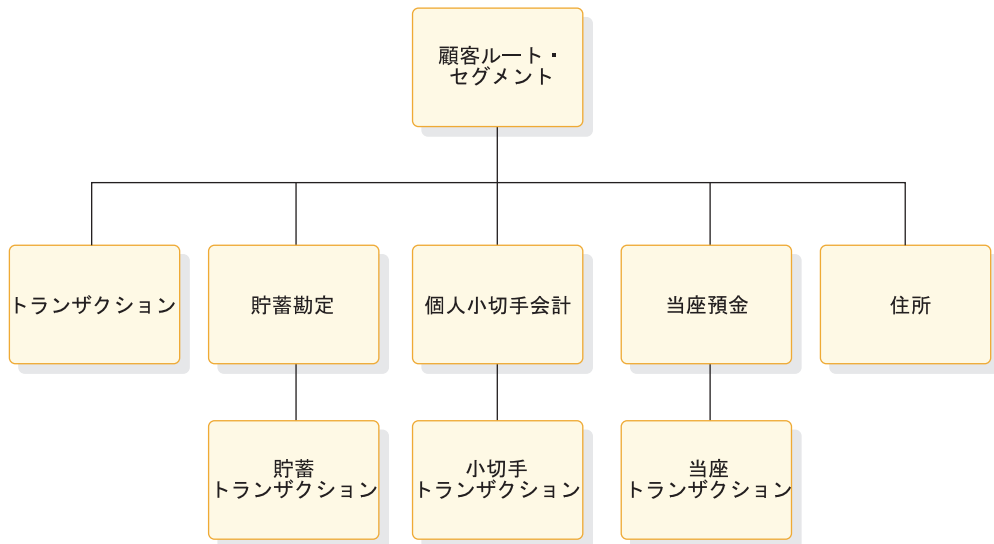 顧客ルート・
セグメント
トランザクション
貯蓄勘定
個人小切手会計
当座預金
住所
貯蓄
トランザクション
小切手
トランザクション
当座
トランザクション